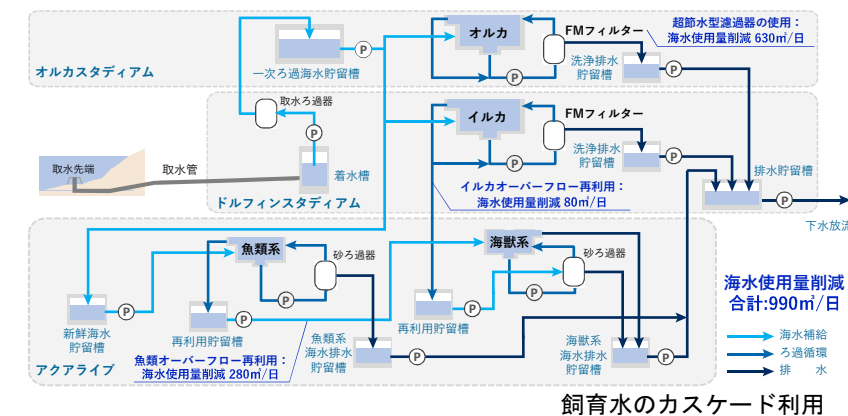 超節水型濾過器の使用：
海水使用量削減 630㎥/日
オルカ
FMフィルター
P
一次ろ過海水貯留槽
オルカスタディアム
P
洗浄排水
貯留槽
P
取水ろ過器
イルカ
FMフィルター
P
取水先端
取水管
着水槽
P
洗浄排水
貯留槽
P
排水貯留槽
P
下水放流
イルカオーバーフロー再利用：
海水使用量削減 80㎥/日
ドルフィンスタディアム
魚類系
砂ろ過器
P
海獣系
砂ろ過器
P
新鮮海水
貯留槽
P
再利用貯留槽
P
魚類系
海水排水
貯留槽
P
再利用貯留槽
P
海獣系
海水排水
貯留槽
P
魚類オーバーフロー再利用：
海水使用量削減 280㎥/日
アクアライブ
海水使用量削減
合計:990㎥/日
海水補給
ろ過循環
排　水
飼育水のカスケード利用